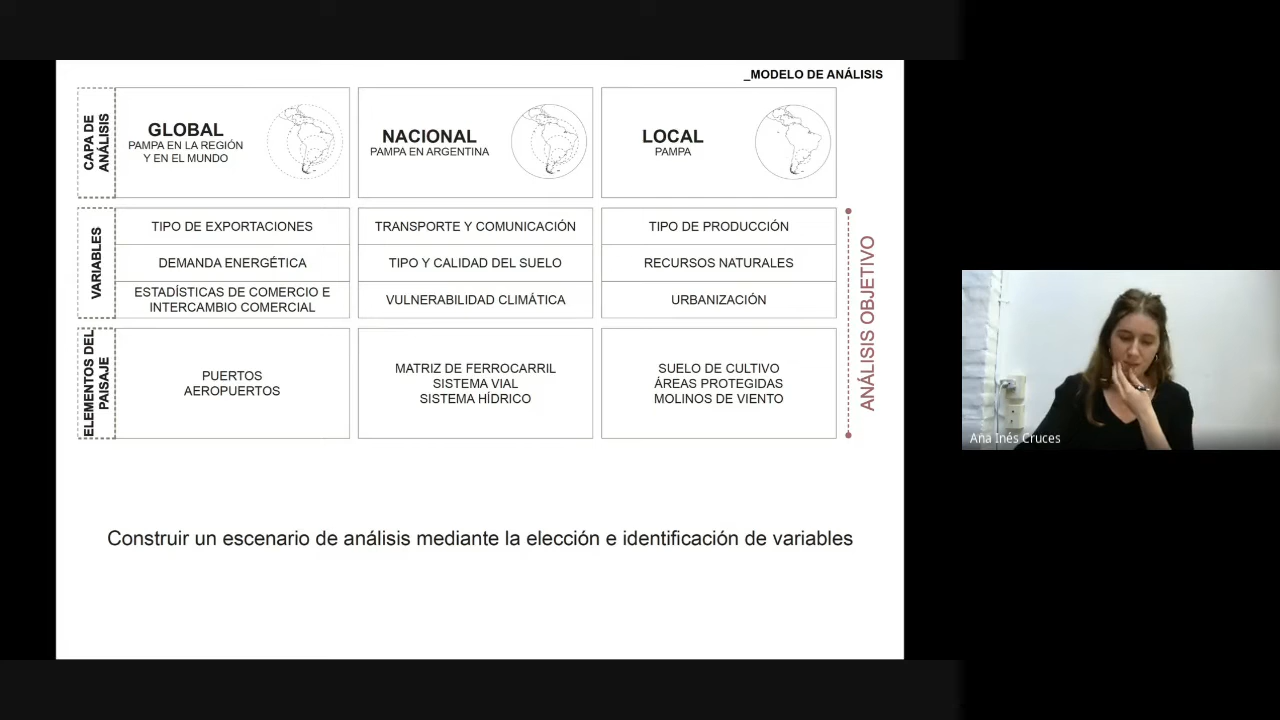 _MODELO DE ANÁLISIS
CAPA DE
ANÁLISIS
GLOBAL
PAMPA EN LA REGIÓN
Y EN EL MUNDO
NACIONAL
PAMPA EN ARGENTINA
LOCAL
PAMPA
VARIABLES
TIPO DE EXPORTACIONES
TRANSPORTE Y COMUNICACIÓN
TIPO DE PRODUCCIÓN
DEMANDA ENERGÉTICA
TIPO Y CALIDAD DEL SUELO
RECURSOS NATURALES
ESTADÍSTICAS DE COMERCIO E
INTERCAMBIO COMERCIAL
VULNERABILIDAD CLIMÁTICA
URBANIZACIÓN
ELEMENTOS DEL
PAISAJE
PUERTOS
AEROPUERTOS
MATRIZ DE FERROCARRIL
SISTEMA VIAL
SISTEMA HÍDRICO
SUELO DE CULTIVO
ÁREAS PROTEGIDAS
MOLINOS DE VIENTO
ANÁLISIS OBJETIVO
Construir un escenario de análisis mediante la elección e identificación de variables
Ana Inés Cruces